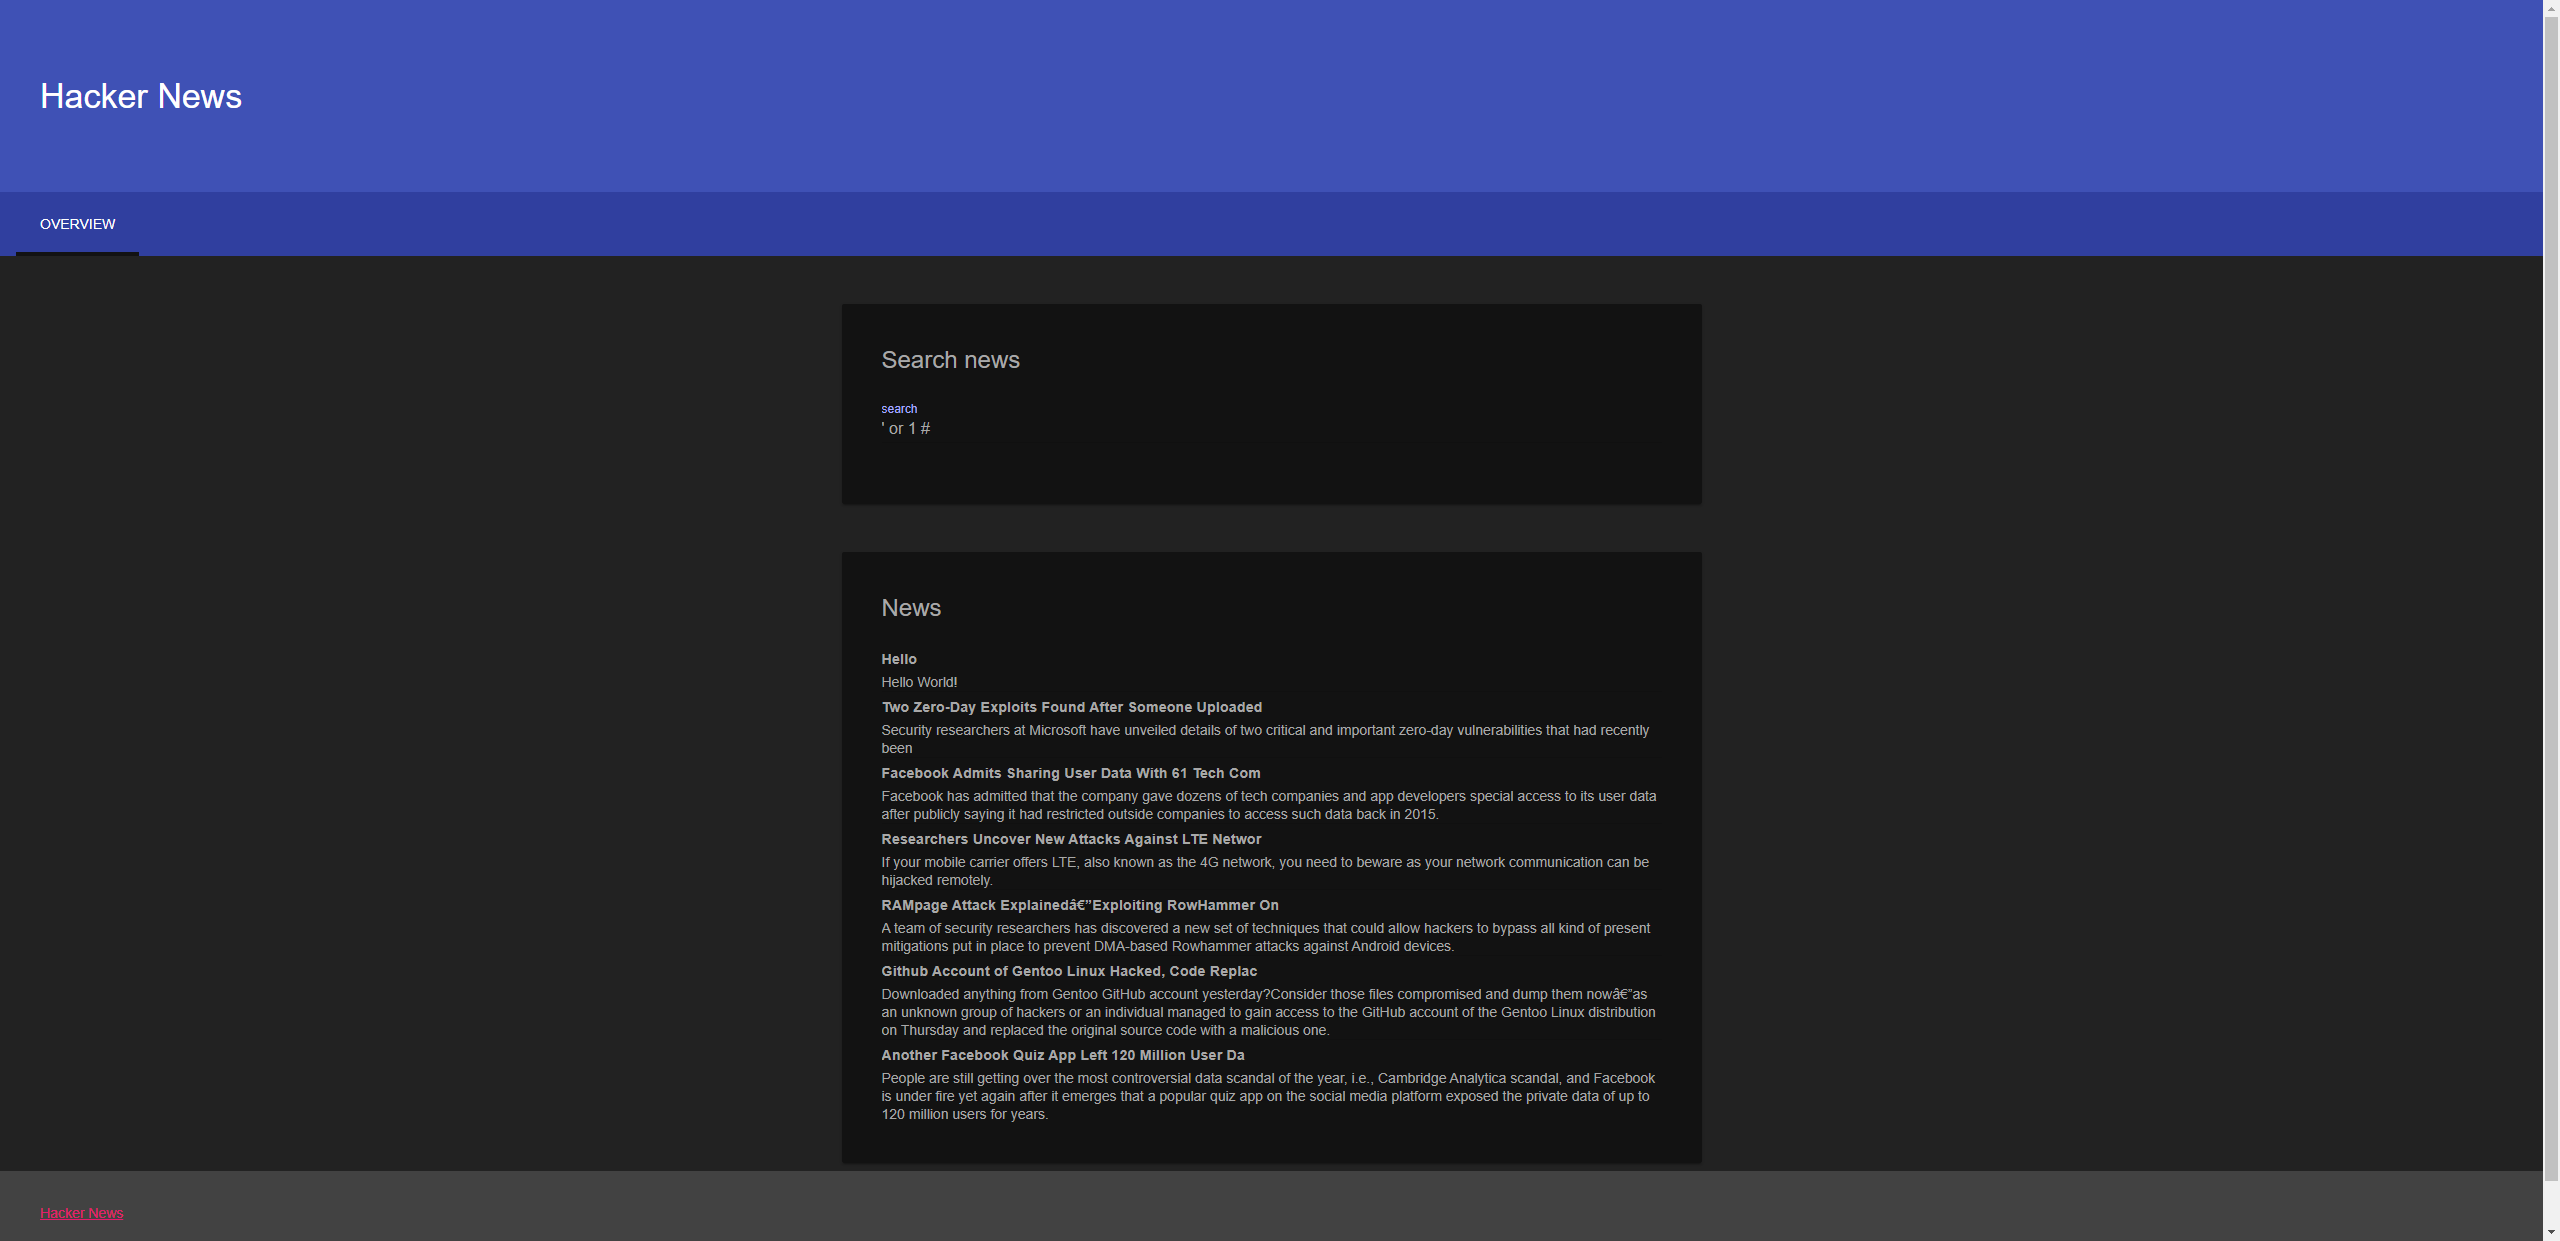 Hacker News
OVERVIEW
Search news
search
' or 1 #
News
Hello
Hello World!
Two Zero-Day Exploits Found After Someone Uploaded
Security researchers at Microsoft have unveiled details of two critical and important zero-day vulnerabilities that had recently
been
Facebook Admits Sharing User Data With 61 Tech Com
Facebook has admitted that the company gave dozens of tech companies and app developers special access to its user data
after publicly saying it had restricted outside companies to access such data back in 2015.
Researchers Uncover New Attacks Against LTE Networ
If your mobile carrier offers LTE, also known as the 4G network, you need to beware as your network communication can be
hijacked remotely.
RAMpage Attack Explainedâ€”Exploiting RowHammer On
A team of security researchers has discovered a new set of techniques that could allow hackers to bypass all kind of present
mitigations put in place to prevent DMA-based Rowhammer attacks against Android devices.
Github Account of Gentoo Linux Hacked, Code Replac
Downloaded anything from Gentoo GitHub account yesterday?Consider those files compromised and dump them nowâ€”as
an unknown group of hackers or an individual managed to gain access to the GitHub account of the Gentoo Linux distribution
on Thursday and replaced the original source code with a malicious one.
Another Facebook Quiz App Left 120 Million User Da
People are still getting over the most controversial data scandal of the year, i.e., Cambridge Analytica scandal, and Facebook
is under fire yet again after it emerges that a popular quiz app on the social media platform exposed the private data of up to
120 million users for years.
Hacker News